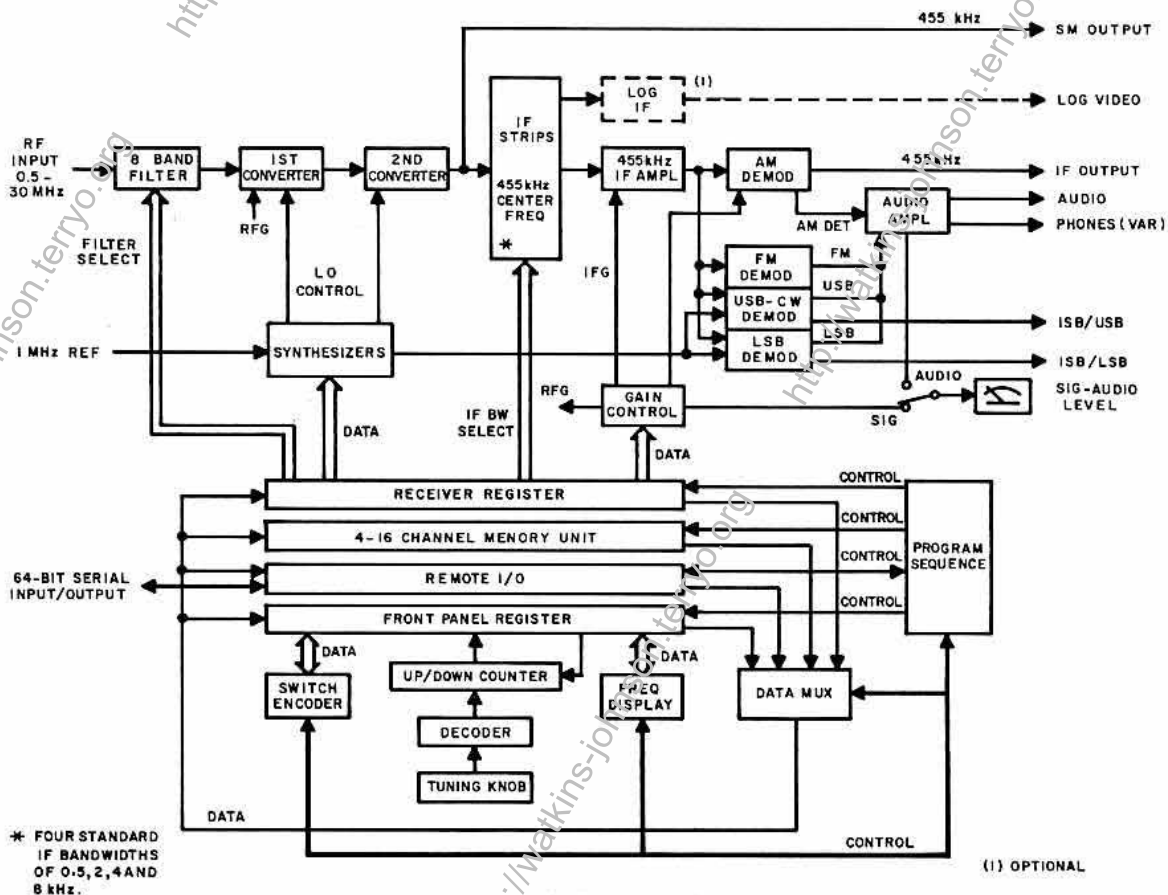 455 kHz
SM OUTPUT
(1)
LOG
IF
LOG VIDEO
IF
STRIPS
455kHz
CENTER
FREQ
*
RF
INPUT
0.5-
30 MHz
8 BAND
FILTER
1ST
CONVERTER
2ND
CONVERTER
455kHz
IF AMPL
AM
DEMOD
455kHz
IF OUTPUT
AUDIO
AMPL
AUDIO
PHONES (VAR)
AM DET
RFG
FILTER
SELECT
LO
CONTROL
IFG
FM
DEMOD
FM
USB-CW
DEMOD
USB
LSB
DEMOD
LSB
ISB/USB
ISB/LSB
1 MHz REF
SYNTHESIZERS
AUDIO
SIG-AUDIO
LEVEL
SIG
RFG
GAIN
CONTROL
IF BW
SELECT
DATA
DATA
RECEIVER REGISTER
CONTROL
4-16 CHANNEL MENORY UNIT
CONTROL
PROGRAM
SEQUENCE
64-BIT SERIAL
INPUT/OUTPUT
REMOTE I/O
CONTROL
FRONT PANEL REGISTER
CONTROL
DATA
DATA
SWITCH
ENCODER
UP/DOWN COUNTER
FREQ
DISPLAY
DATA MUX
DECODER
TUNING KNOB
DATA
CONTROL
* FOUR STANDARD
IF BANDWIDTHS
OF 0.5, 2, 4 AND
8 kHz.
(1) OPTIONAL
http://watkins-johnson.terryo.org